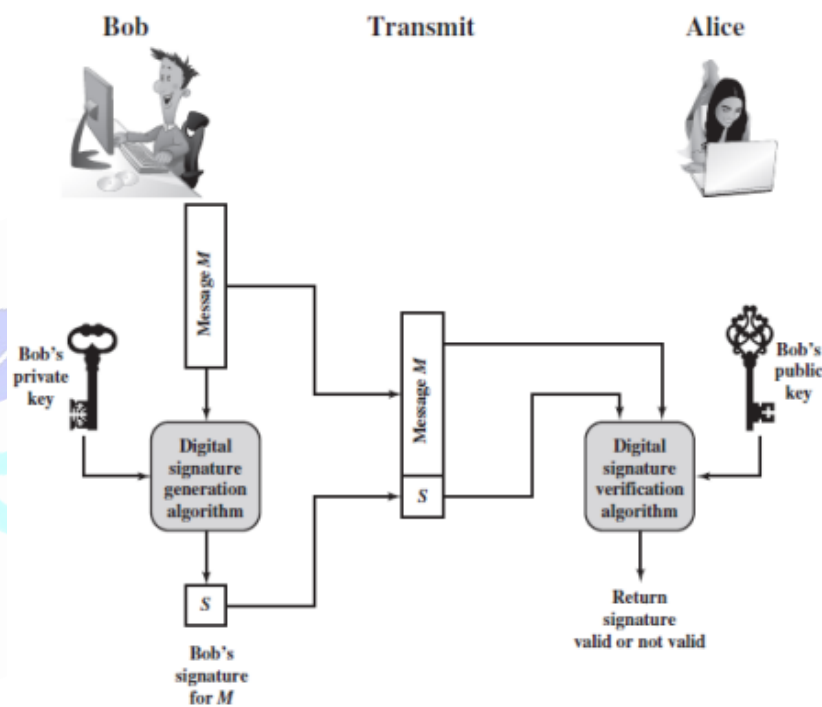 Bob
Transmit
Alice
Message M
Bob's
private
key
Message M
Bob's
public
key
Digital
signature
generation
algorithm
S
Digital
signature
verification
algorithm
S
Bob's
signature
for M
Return
signature
valid or not valid